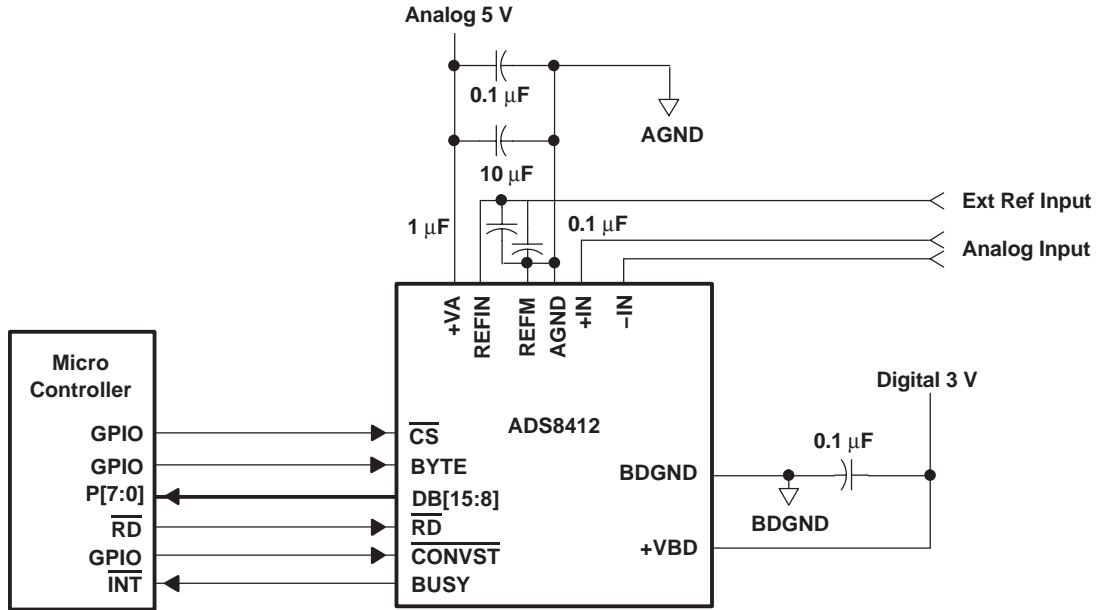 Analog 5 V
0.1 μF
AGND
10 μF
1 μF
0.1 μF
Ext Ref Input
Analog Input
+VA
REFIN
REFM
AGND
+IN
−IN
Micro
Controller
Digital 3 V
GPIO
CS
ADS8412
0.1 μF
GPIO
BYTE
BDGND
P[7:0]
DB[15:8]
BDGND
RD
RD
GPIO
CONVST
+VBD
INT
BUSY